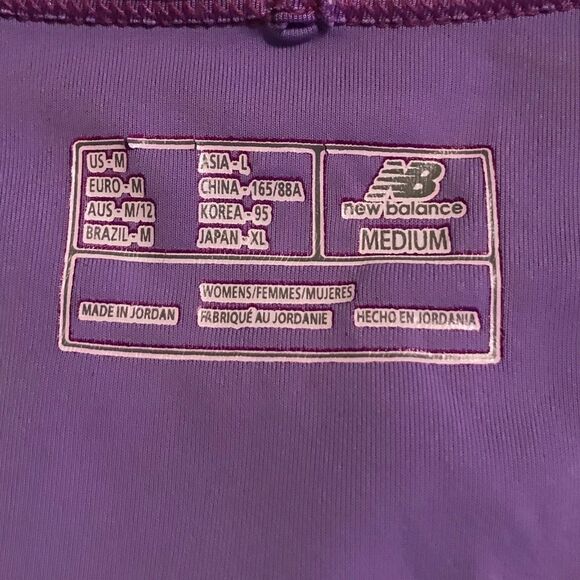 US - M
EURO - M
AUS - M/12
BRAZIL - M
ASIA - L
CHINA - 165/88A
KOREA - 95
JAPAN - XL
NB
new balance
MEDIUM
WOMENS/FEMMES/MUJERES
MADE IN JORDAN FABRIQUÉ AU JORDANIE HECHO EN JORDANIA